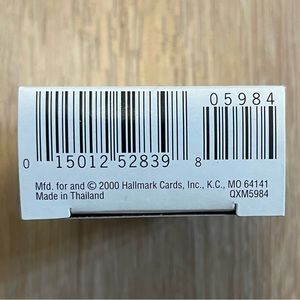 05984
0 15012 52839 8
Mfd. for and © 2000 Hallmark Cards, Inc., K.C., MO 64141
Made in Thailand QXM5984